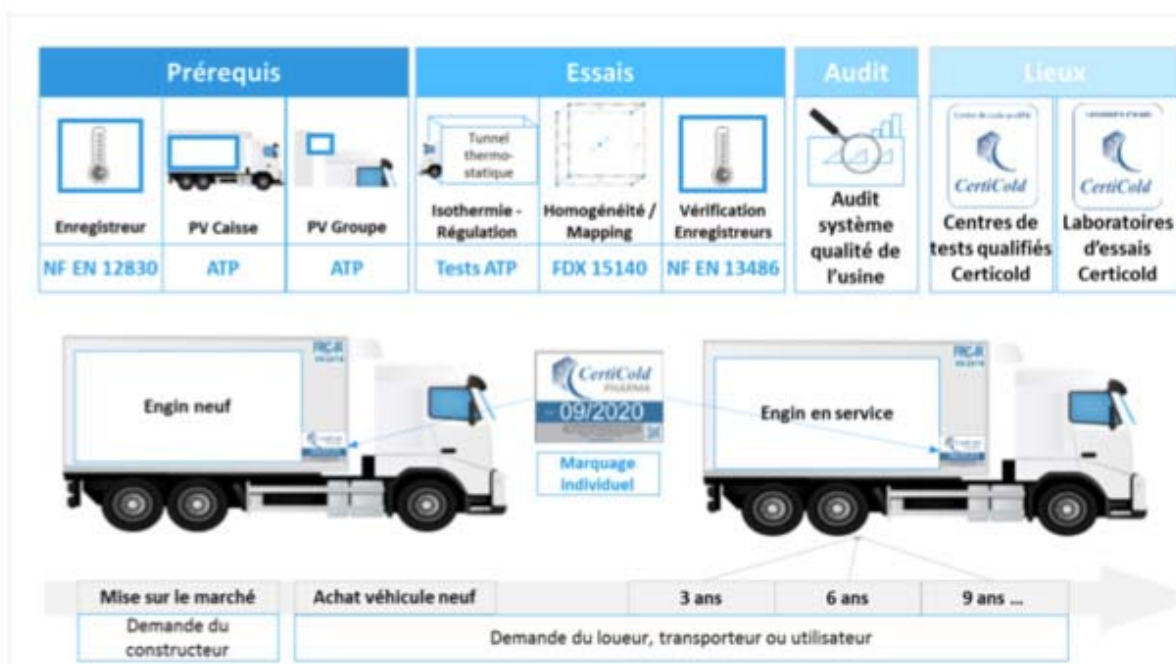 Prérequis
Essais
Audit
Lieux
Tunnel
thermo-
statique
CertiCold
CertiCold
Enregistreur
PV Caisse
PV Groupe
Isothermie -
Régulation
Homogénéité /
Mapping
Vérification
Enregistreurs
Audit
système
qualité de
l'usine
Centres de
tests qualifiés
Certicold
Laboratoires
d'essais
Certicold
NF EN 12830
ATP
ATP
Tests ATP
FDX 15140
NF EN 13486
Engin neuf
CertiCold
PHARMA
09/2020
Marquage
individuel
Engin en service
Mise sur le marché
Achat véhicule neuf
3 ans
6 ans
9 ans ...
Demande du
constructeur
Demande du loueur, transporteur ou utilisateur